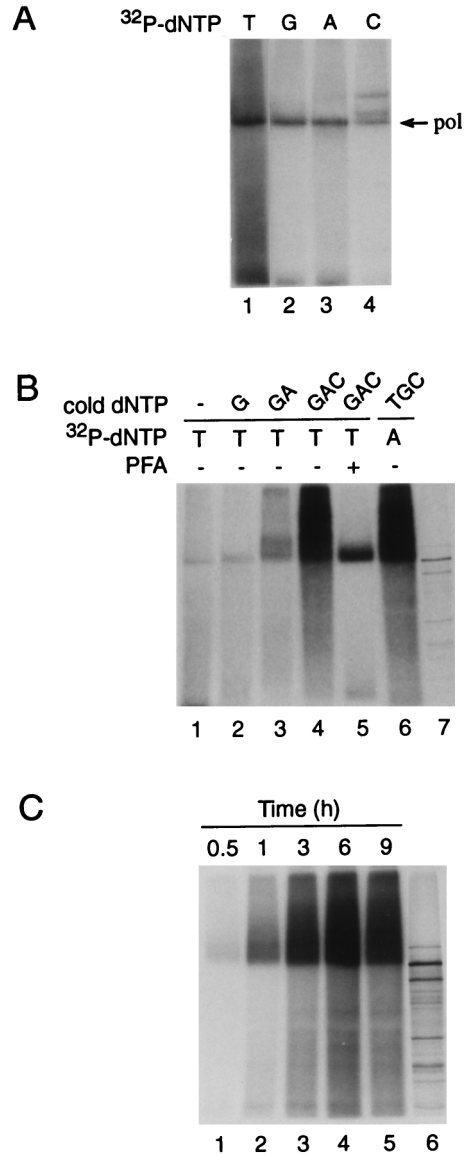 A
32P-dNTP T G A C
← pol
1 2 3 4
B
cold dNTP - G GA GAC GAC TGC
32P-dNTP T T T T T A
PFA - - - - + -
1 2 3 4 5 6 7
C
Time (h)
0.5 1 3 6 9
1 2 3 4 5 6